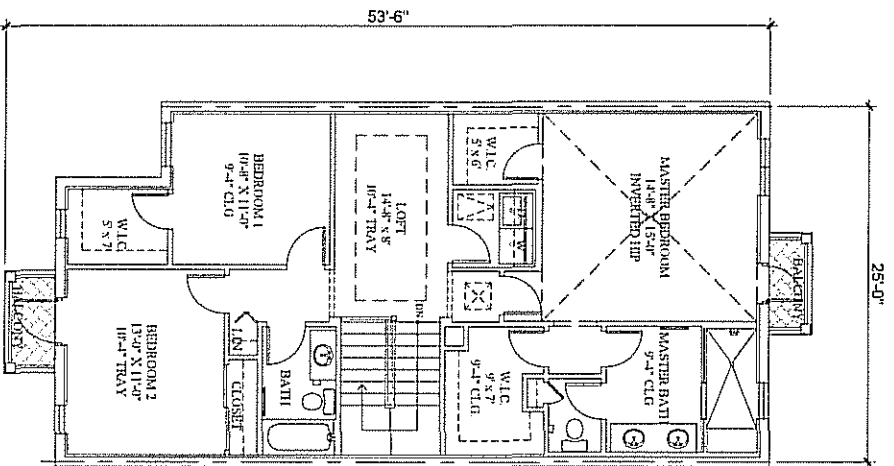 53'-6"
25'-0"
MASTER BEDROOM
14'-8" x 15'-0"
INVERTED HIP
BALCONY
W.I.C.
5' x 6'
LOFT
14'-8" x 8'
10'-4" TRAY
BEDROOM 1
10'-8" X 11'-0"
9'-4" CLG
W.I.C.
5' x 7'
W
DN
MASTER BATH
9'-4" CLG
W.I.C.
9' x 7'
9'-4" CLG
BATH
LIN
CLOSET
BEDROOM 2
13'-0" X 11'-0"
10'-4" TRAY
BALCONY